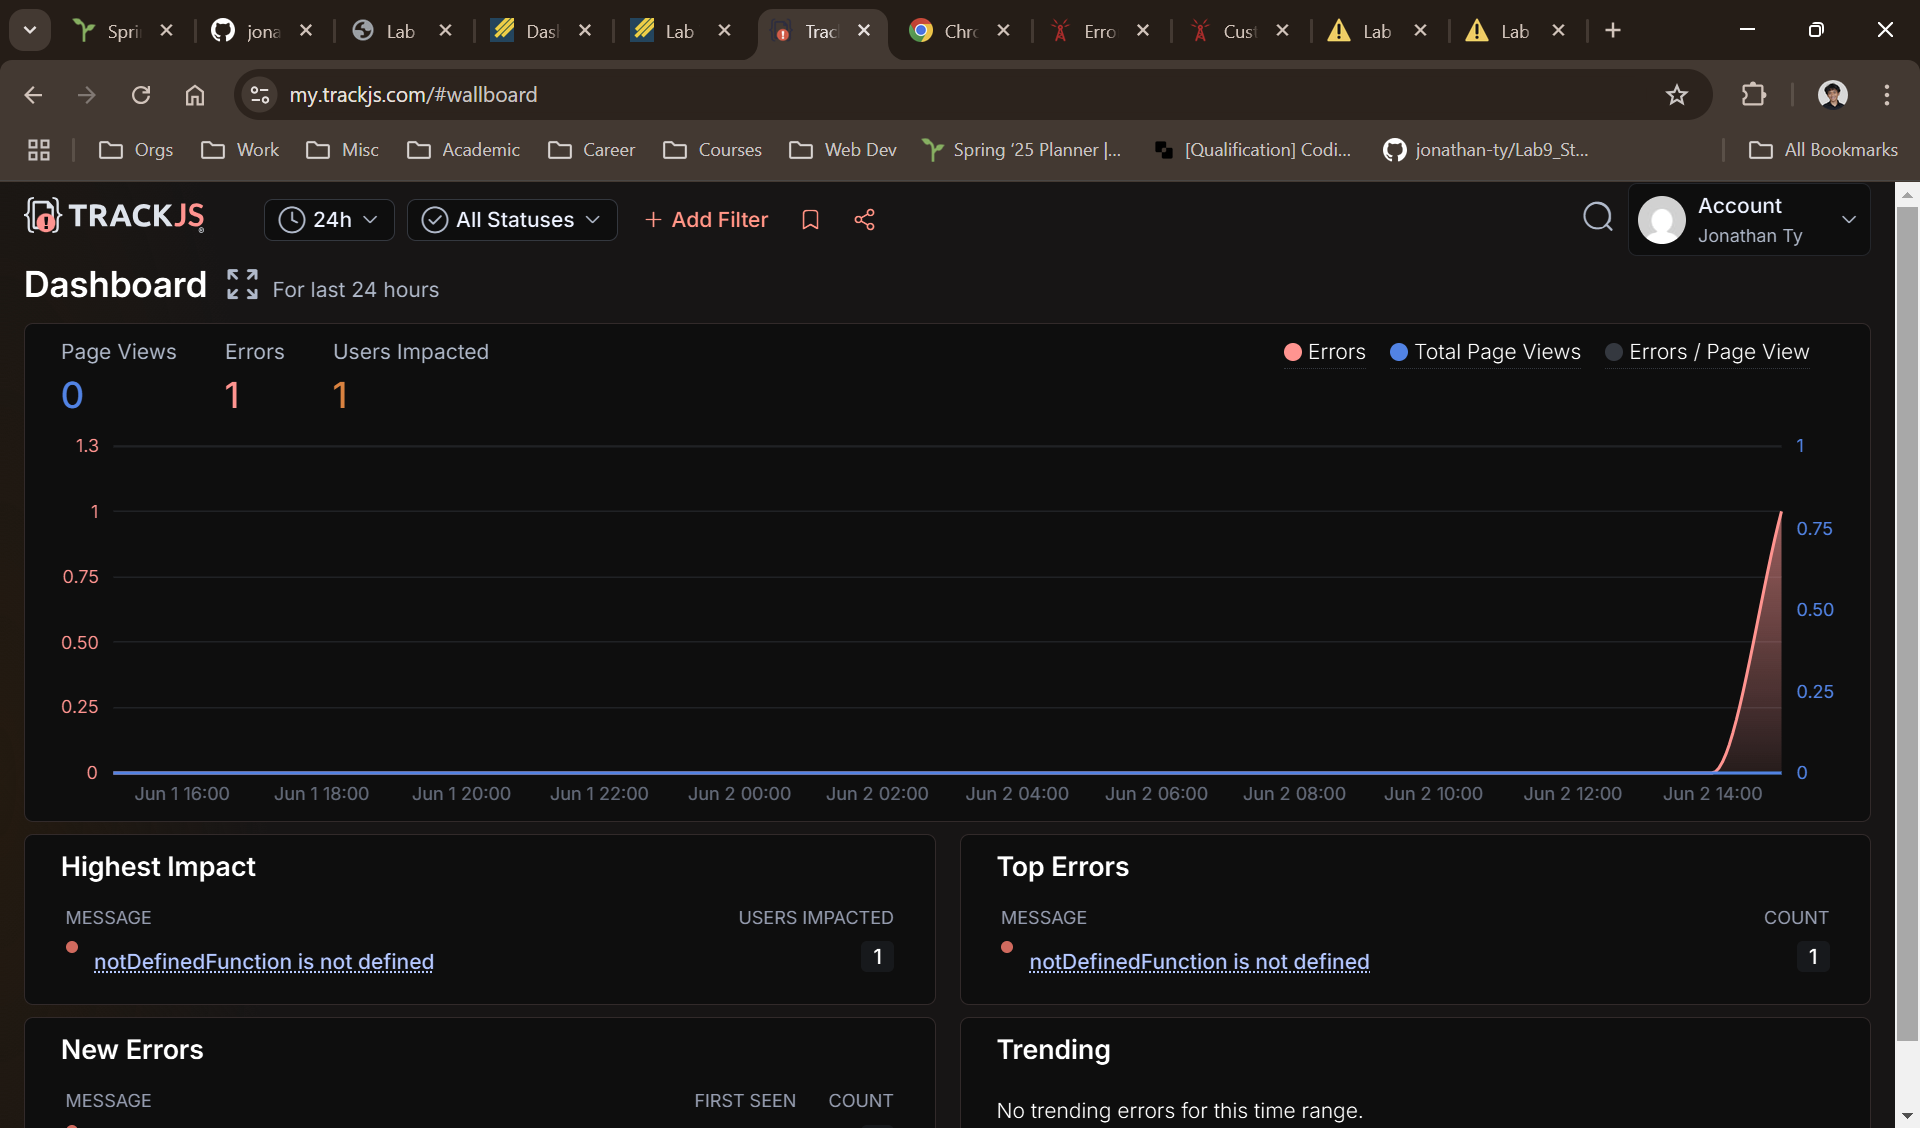 Spri
jona
Lab
Das
Lab
Trac
Chr
Erro
Cus
Lab
Lab
my.trackjs.com/#wallboard
Orgs
Work
Misc
Academic
Career
Courses
Web Dev
Spring ‘25 Planner |...
[Qualification] Codi...
jonathan-ty/Lab9_St...
All Bookmarks
TRACKJS
24h
All Statuses
+ Add Filter
Account
Jonathan Ty
Dashboard
For last 24 hours
Page Views
Errors
Users Impacted
0
1
1
Errors
Total Page Views
Errors / Page View
1.3
1
0.75
0.50
0.25
0
1
0.75
0.50
0.25
0
Jun 1 16:00
Jun 1 18:00
Jun 1 20:00
Jun 1 22:00
Jun 2 00:00
Jun 2 02:00
Jun 2 04:00
Jun 2 06:00
Jun 2 08:00
Jun 2 10:00
Jun 2 12:00
Jun 2 14:00
Highest Impact
MESSAGE
USERS IMPACTED
notDefinedFunction is not defined
1
Top Errors
MESSAGE
COUNT
notDefinedFunction is not defined
1
New Errors
MESSAGE
FIRST SEEN
COUNT
Trending
No trending errors for this time range.